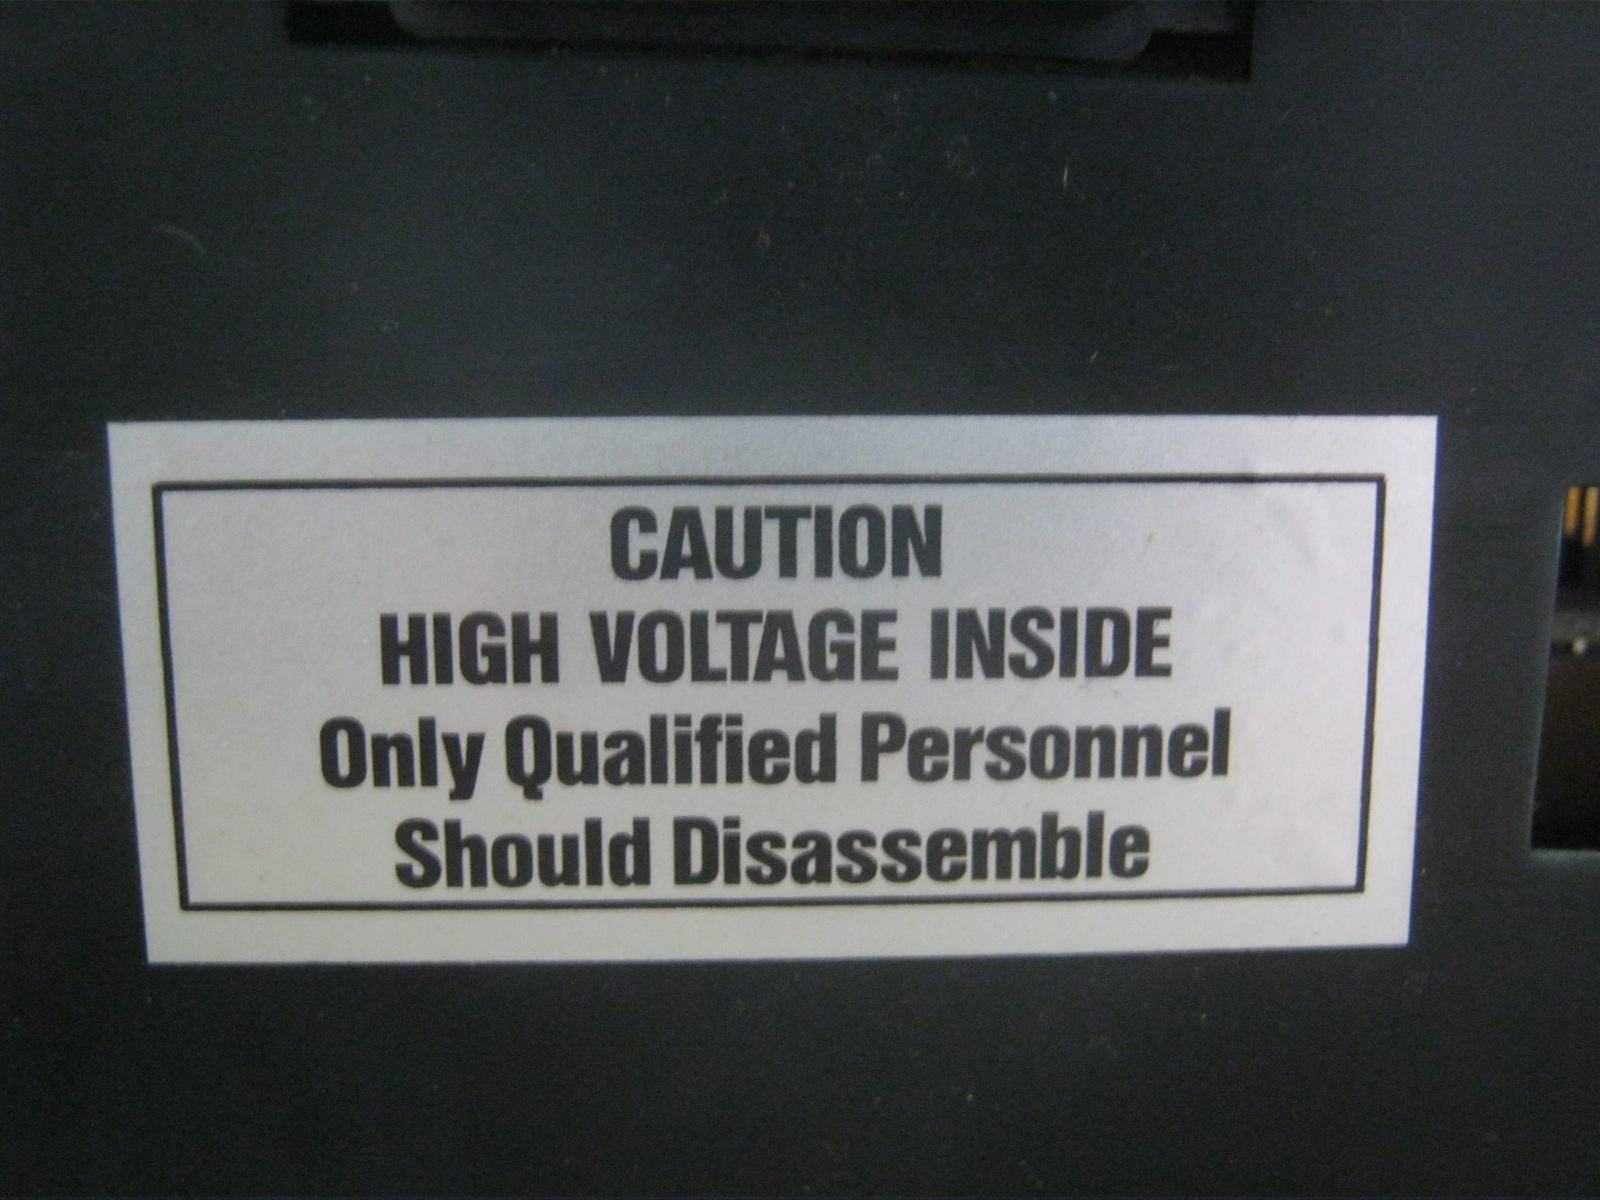 CAUTION
HIGH VOLTAGE INSIDE
Only Qualified Personnel
Should Disassemble